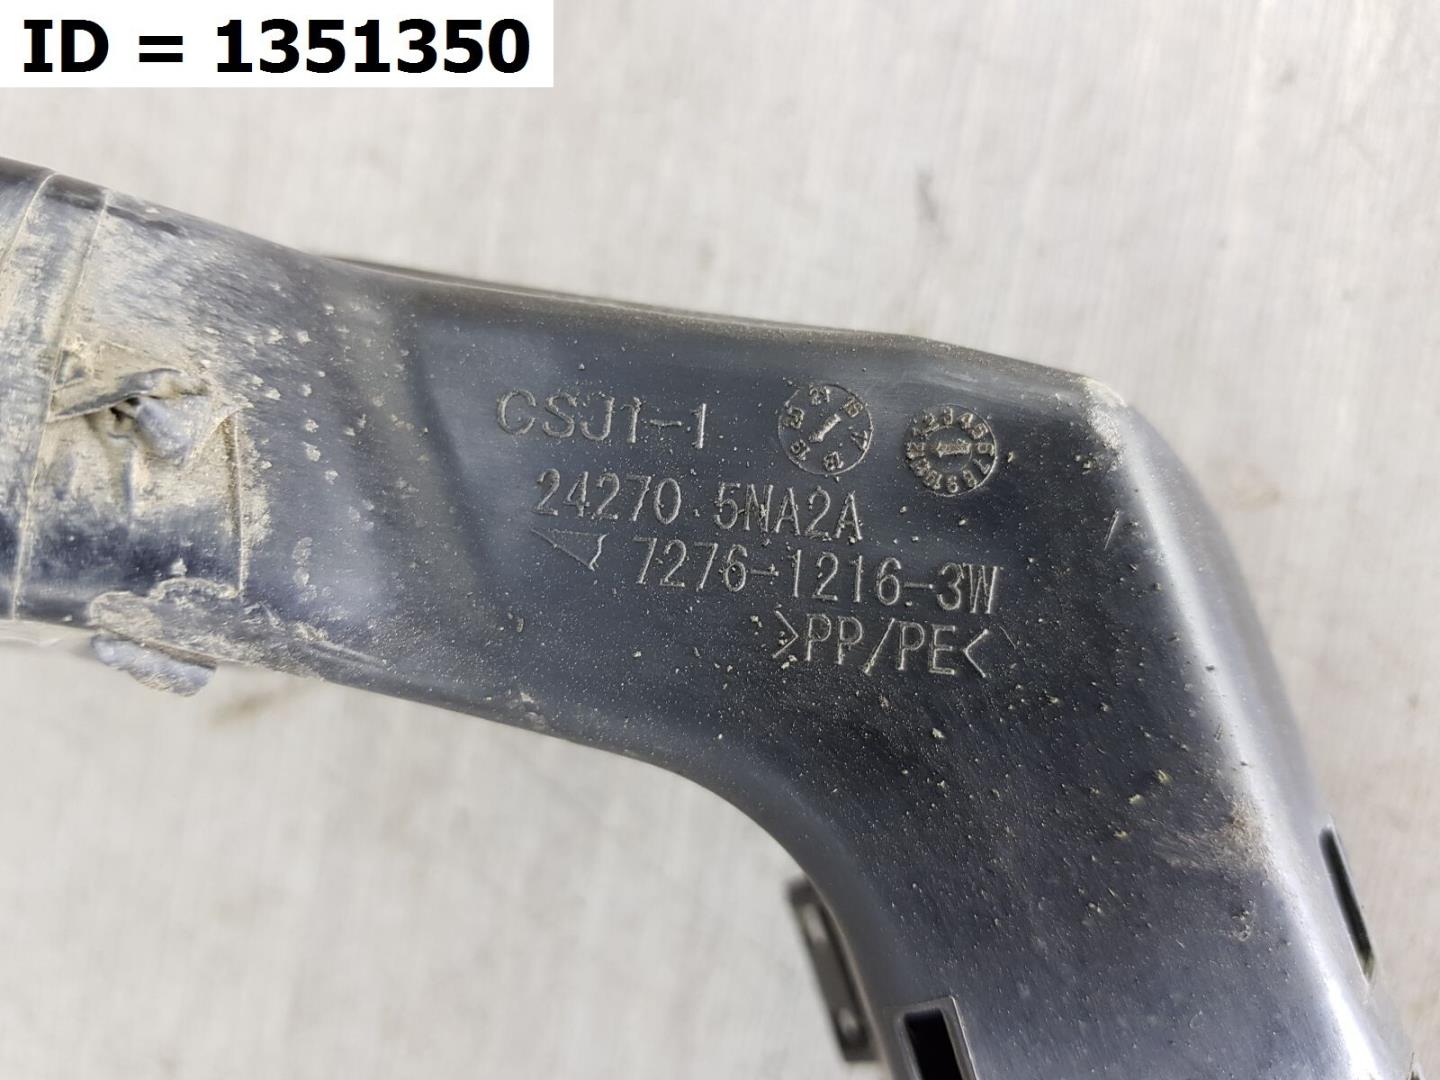 ID = 1351350
CSJ1-1
24270 5NA2A
7276-1216-3W
>PP/PE<